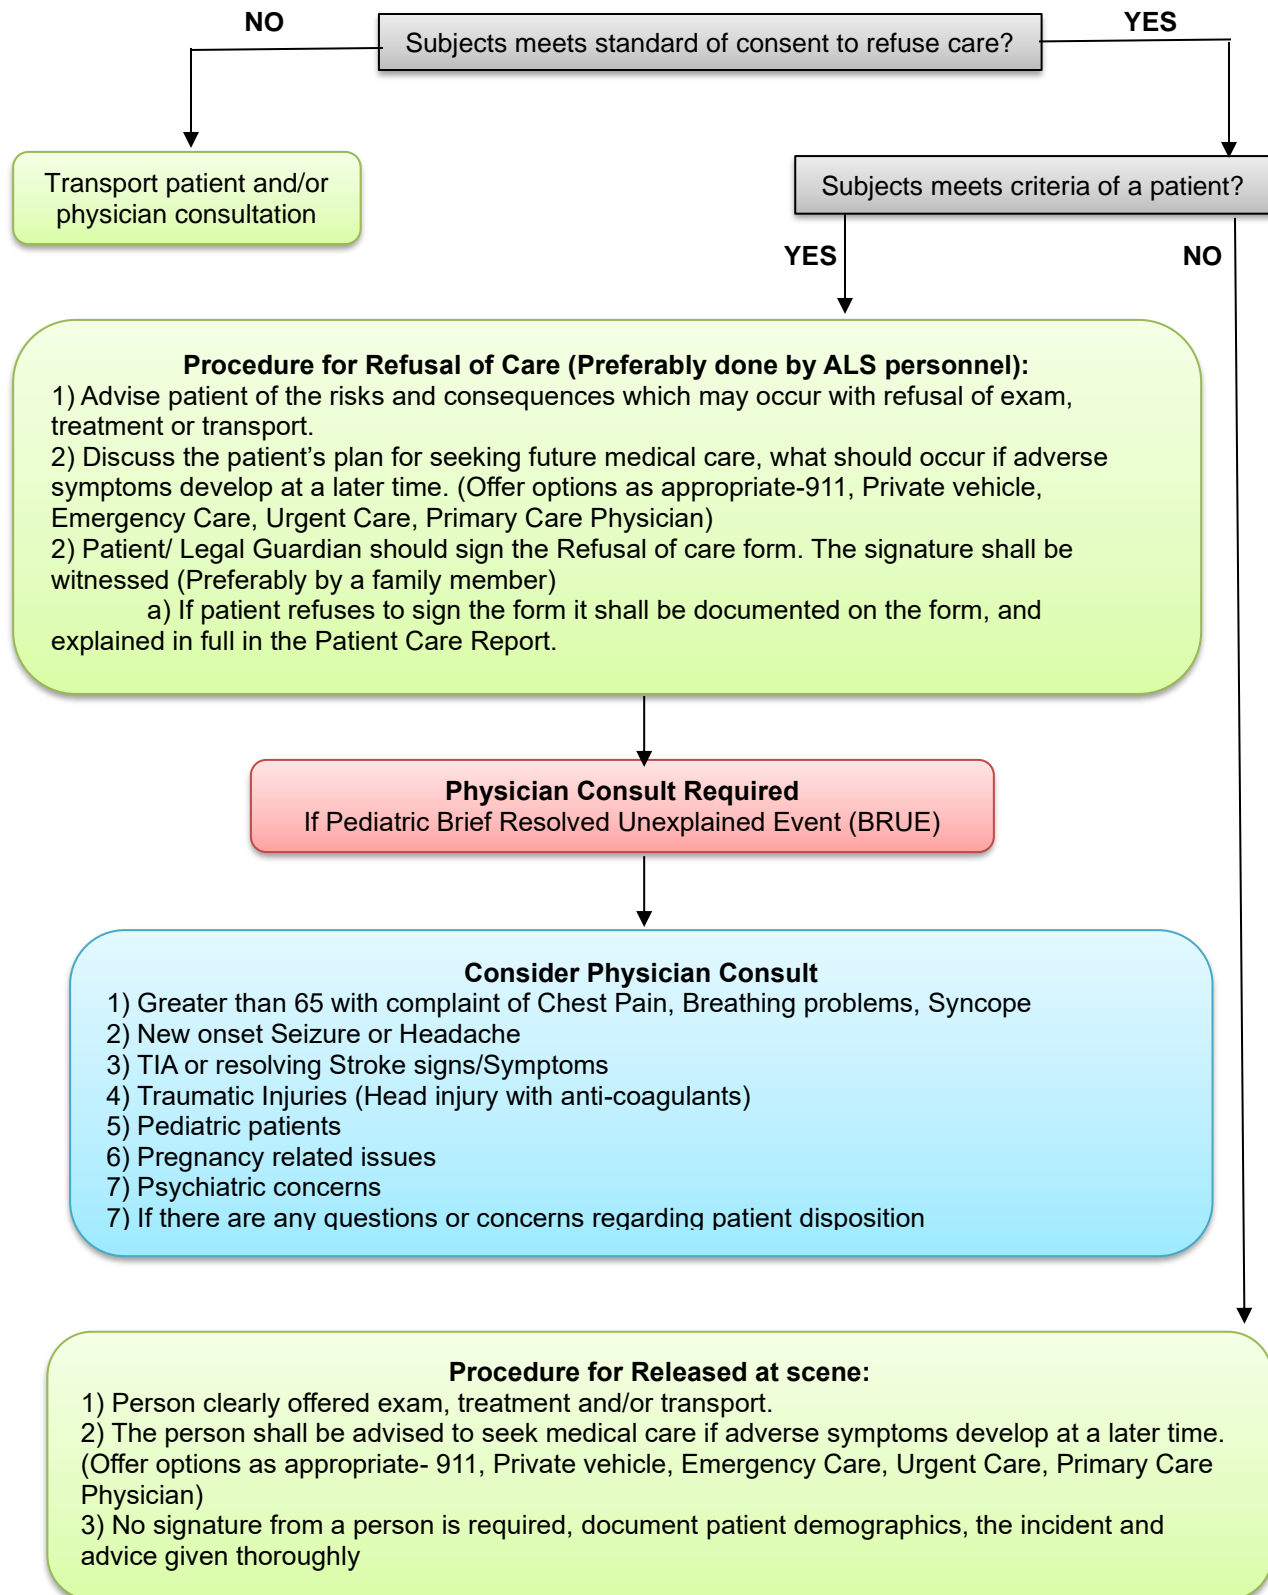 NO
Subjects meets standard of consent to refuse care?
YES
Transport patient and/or
physician consultation
Subjects meets criteria of a patient?
YES
NO
Procedure for Refusal of Care (Preferably done by ALS personnel):
1) Advise patient of the risks and consequences which may occur with refusal of exam,
treatment or transport.
2) Discuss the patient’s plan for seeking future medical care, what should occur if adverse
symptoms develop at a later time. (Offer options as appropriate-911, Private vehicle,
Emergency Care, Urgent Care, Primary Care Physician)
2) Patient/ Legal Guardian should sign the Refusal of care form. The signature shall be
witnessed (Preferably by a family member)
a) If patient refuses to sign the form it shall be documented on the form, and
explained in full in the Patient Care Report.
Physician Consult Required
If Pediatric Brief Resolved Unexplained Event (BRUE)
Consider Physician Consult
1) Greater than 65 with complaint of Chest Pain, Breathing problems, Syncope
2) New onset Seizure or Headache
3) TIA or resolving Stroke signs/Symptoms
4) Traumatic Injuries (Head injury with anti-coagulants)
5) Pediatric patients
6) Pregnancy related issues
7) Psychiatric concerns
7) If there are any questions or concerns regarding patient disposition
Procedure for Released at scene:
1) Person clearly offered exam, treatment and/or transport.
2) The person shall be advised to seek medical care if adverse symptoms develop at a later time.
(Offer options as appropriate- 911, Private vehicle, Emergency Care, Urgent Care, Primary Care
Physician)
3) No signature from a person is required, document patient demographics, the incident and
advice given thoroughly